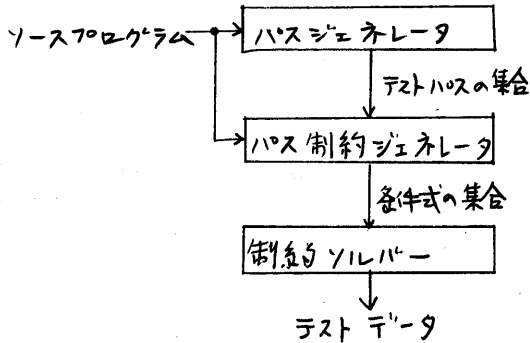 ソースプログラム
パスジェネレータ
テストパスの集合
パス制約ジェネレータ
条件式の集合
制約ソルバー
テストデータ